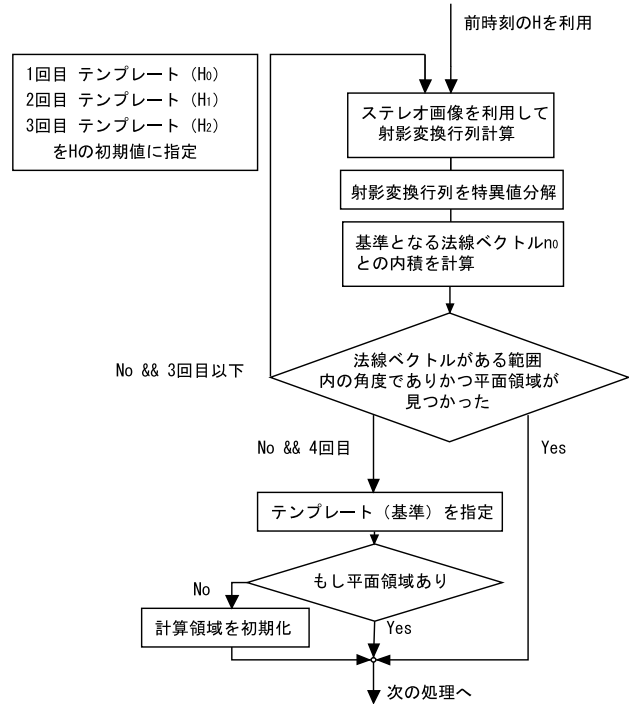 前時刻のHを利用
1回目 テンプレート (H₀)
2回目 テンプレート (H₁)
3回目 テンプレート (H₂)
をHの初期値に指定
ステレオ画像を利用して
射影変換行列計算
射影変換行列を特異値分解
基準となる法線ベクトルn₀
との内積を計算
法線ベクトルがある範囲
内の角度でありかつ平面領域が
見つかった
No && 3回目以下
No && 4回目
Yes
テンプレート（基準）を指定
もし平面領域あり
No
計算領域を初期化
Yes
次の処理へ